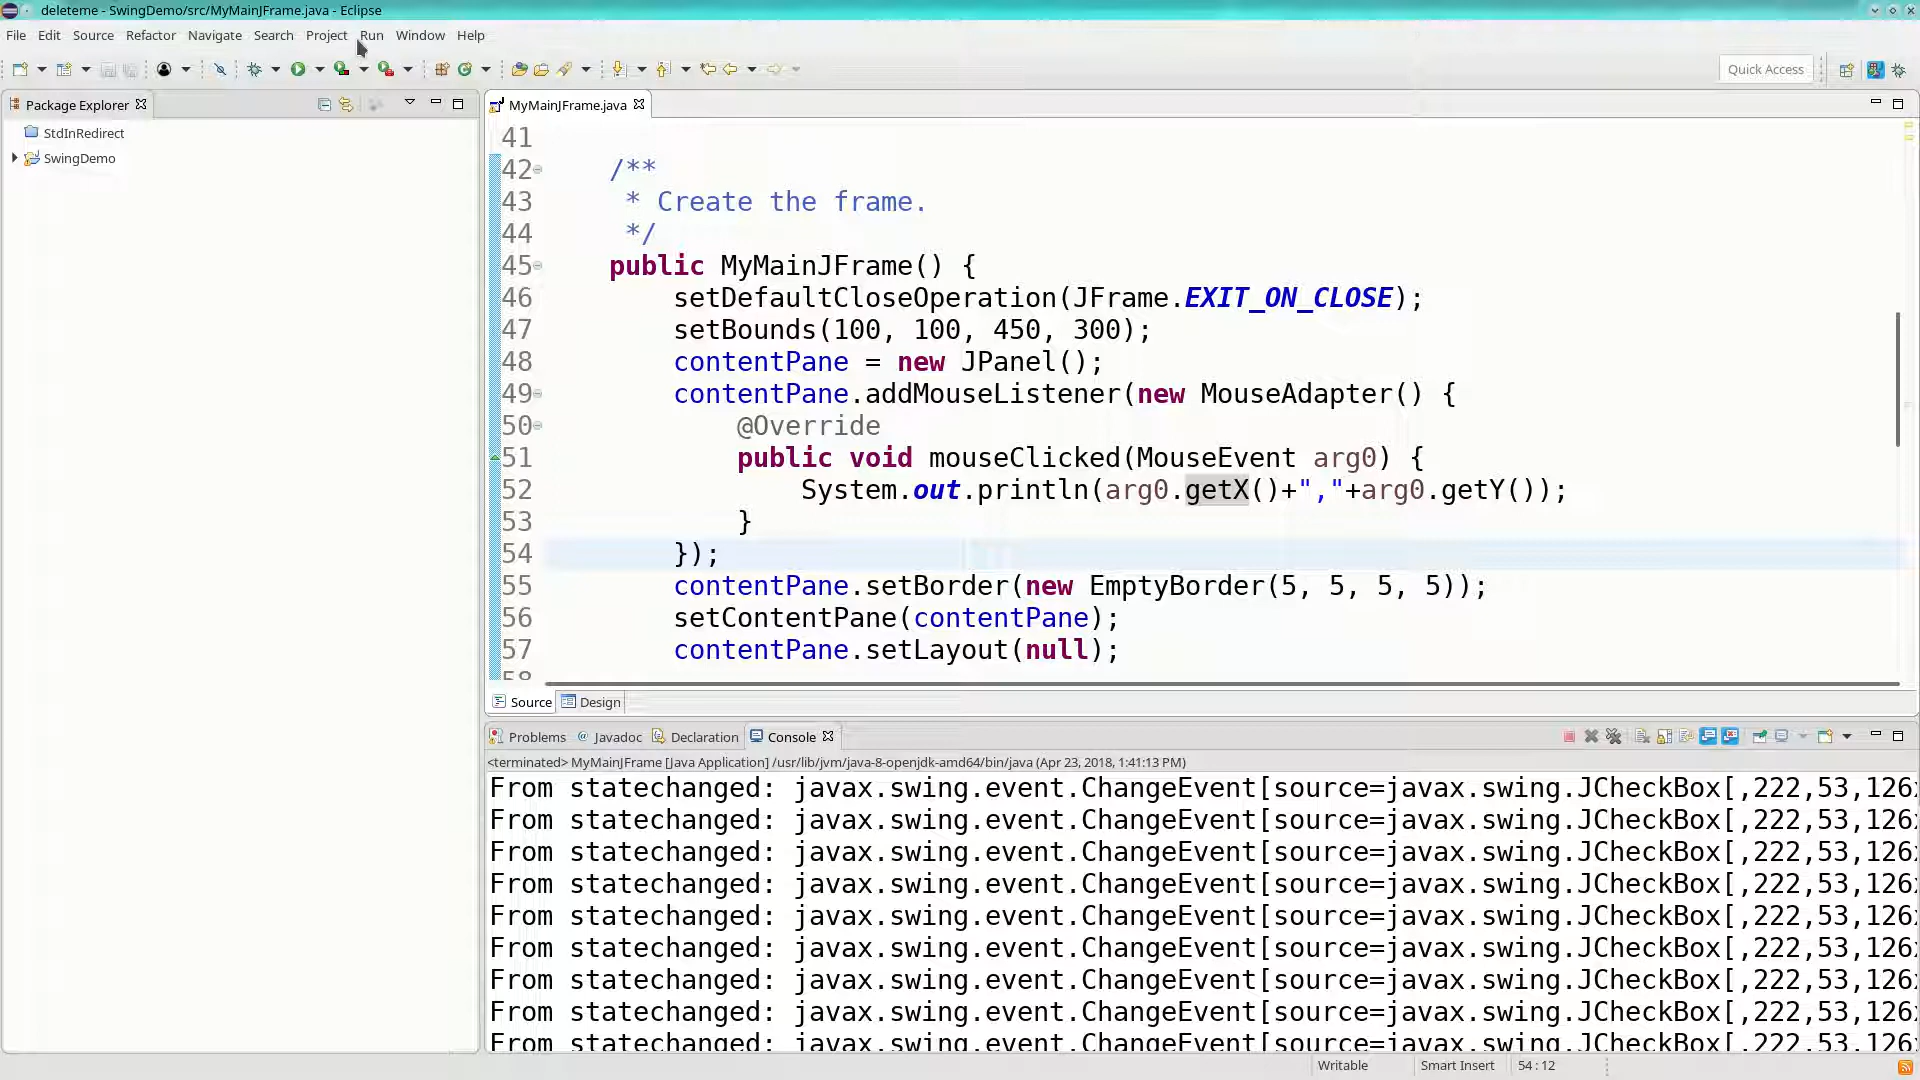 deleteme - SwingDemo/src/MyMainJFrame.java - Eclipse
File Edit Source Refactor Navigate Search Project Run Window Help
Quick Access
Package Explorer
StdInRedirect
SwingDemo
MyMainJFrame.java
41
42 /**
43 * Create the frame.
44 */
45 public MyMainJFrame() {
46 setDefaultCloseOperation(JFrame.EXIT_ON_CLOSE);
47 setBounds(100, 100, 450, 300);
48 contentPane = new JPanel();
49 contentPane.addMouseListener(new MouseAdapter() {
50 @Override
51 public void mouseClicked(MouseEvent arg0) {
52 System.out.println(arg0.getX()+","+arg0.getY());
53 }
54 });
55 contentPane.setBorder(new EmptyBorder(5, 5, 5, 5));
56 setContentPane(contentPane);
57 contentPane.setLayout(null);
58
Source Design
Problems @ Javadoc Declaration Console
<terminated> MyMainJFrame [Java Application] /usr/lib/jvm/java-8-openjdk-amd64/bin/java (Apr 23, 2018, 1:41:13 PM)
From statechanged: javax.swing.event.ChangeEvent[source=javax.swing.JCheckBox[,222,53,126x
From statechanged: javax.swing.event.ChangeEvent[source=javax.swing.JCheckBox[,222,53,126x
From statechanged: javax.swing.event.ChangeEvent[source=javax.swing.JCheckBox[,222,53,126x
From statechanged: javax.swing.event.ChangeEvent[source=javax.swing.JCheckBox[,222,53,126x
From statechanged: javax.swing.event.ChangeEvent[source=javax.swing.JCheckBox[,222,53,126x
From statechanged: javax.swing.event.ChangeEvent[source=javax.swing.JCheckBox[,222,53,126x
From statechanged: javax.swing.event.ChangeEvent[source=javax.swing.JCheckBox[,222,53,126x
From statechanged: javax.swing.event.ChangeEvent[source=javax.swing.JCheckBox[,222,53,126x
From statechanged: javax.swing.event.ChangeEvent[source=javax.swing.JCheckBox[,222,53,126x
Writable Smart Insert 54 : 12